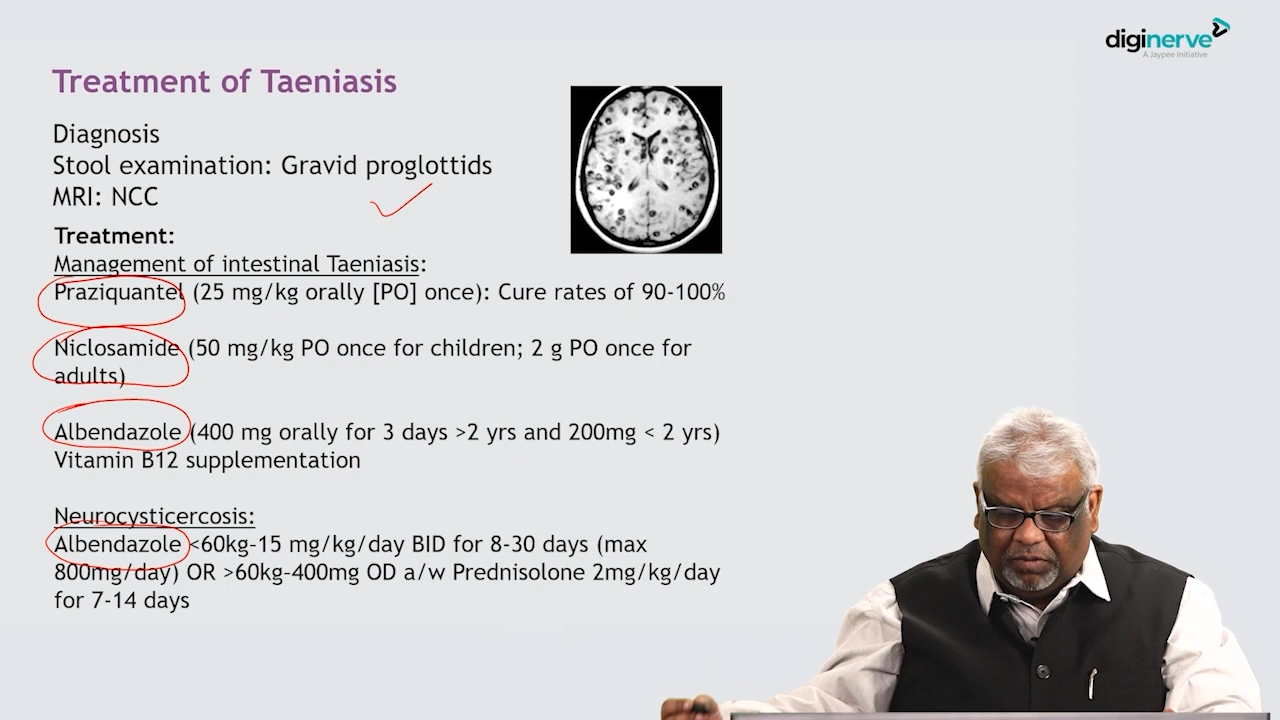 diginerve
A Jaypee Initiative
Treatment of Taeniasis
Diagnosis
Stool examination: Gravid proglottids
MRI: NCC
Treatment:
Management of intestinal Taeniasis:
Praziquantel (25 mg/kg orally [PO] once): Cure rates of 90-100%
Niclosamide (50 mg/kg PO once for children; 2 g PO once for
adults)
Albendazole (400 mg orally for 3 days >2 yrs and 200mg < 2 yrs)
Vitamin B12 supplementation
Neurocysticercosis:
Albendazole <60kg-15 mg/kg/day BID for 8-30 days (max
800mg/day) OR >60kg-400mg OD a/w Prednisolone 2mg/kg/day
for 7-14 days